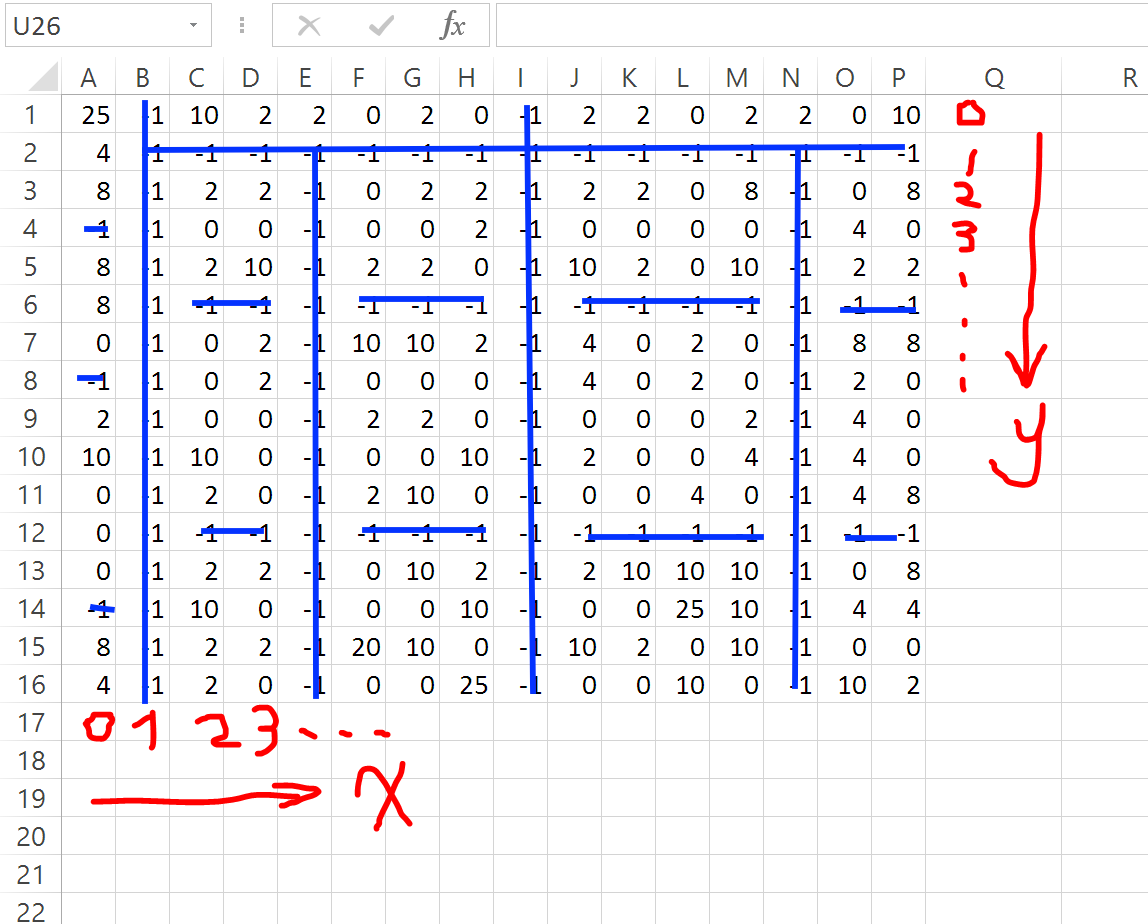 U26 fx
A B C D E F G H I J K L M N O P Q R
1 25 -1 10 2 2 0 2 0 -1 2 2 0 2 2 0 10 0
2 4 -1 -1 -1 -1 -1 -1 -1 -1 -1 -1 -1 -1 -1 -1 -1 1
3 8 -1 2 2 -1 0 2 2 -1 2 2 0 8 -1 0 8 2
4 -1 -1 0 0 -1 0 0 2 -1 0 0 0 0 -1 4 0 3
5 8 -1 2 10 -1 2 2 0 -1 10 2 0 10 -1 2 2
6 8 -1 -1 -1 -1 -1 -1 -1 -1 -1 -1 -1 -1 -1 -1 -1
7 0 -1 0 2 -1 10 10 2 -1 4 0 2 0 -1 8 8
8 -1 -1 0 2 -1 0 0 0 -1 4 0 2 0 -1 2 0
9 2 -1 0 0 -1 2 2 0 -1 0 0 0 2 -1 4 0
10 10 -1 10 0 -1 0 0 10 -1 2 0 0 4 -1 4 0
y
11 0 -1 2 0 -1 2 10 0 -1 0 0 4 0 -1 4 8
12 0 -1 -1 -1 -1 -1 -1 -1 -1 -1 -1 -1 -1 -1 -1 -1
13 0 -1 2 2 -1 0 10 2 -1 2 10 10 10 -1 0 8
14 -1 -1 10 0 -1 0 0 10 -1 0 0 25 10 -1 4 4
15 8 -1 2 2 -1 20 10 0 -1 10 2 0 10 -1 0 0
16 4 -1 2 0 -1 0 0 25 -1 0 0 10 0 -1 10 2
17 0 1 2 3 ...
18
19 x
20
21
22